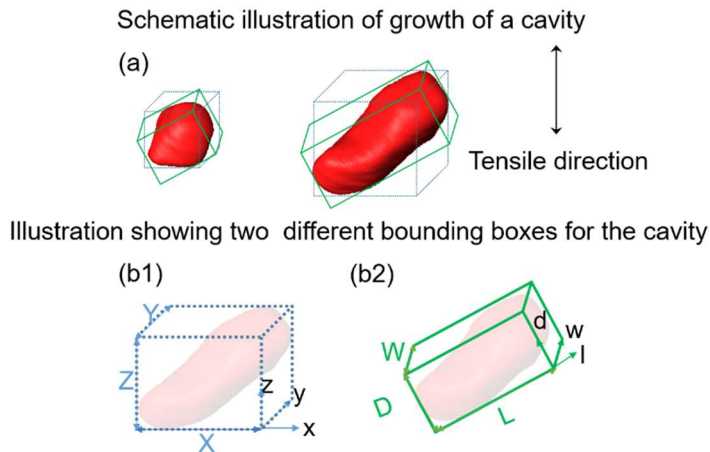 Schematic illustration of growth of a cavity
(a)
Tensile direction
Illustration showing two different bounding boxes for the cavity
(b1)
(b2)
Y
Z
X
z
y
x
W
D
L
d
w
l